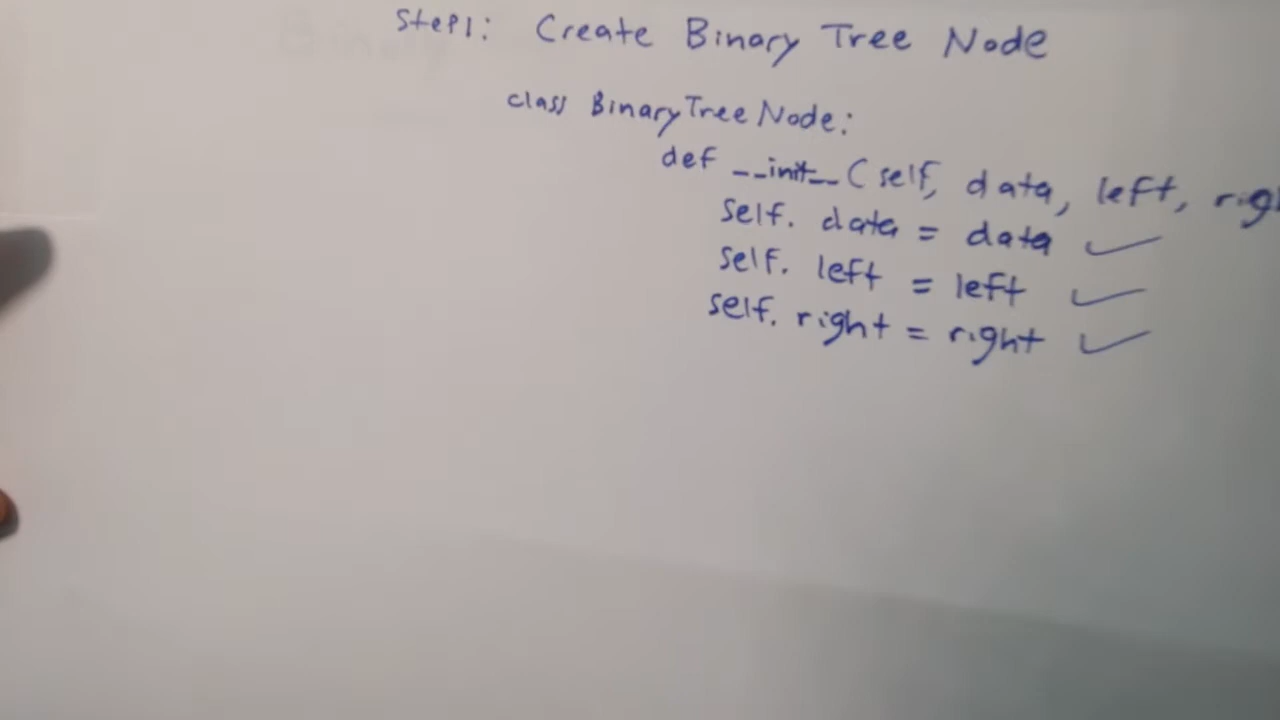 Step1: Create Binary Tree Node
class BinaryTreeNode:
def __init__(self, data, left, righ
self. data = data
self. left = left
self. right = right